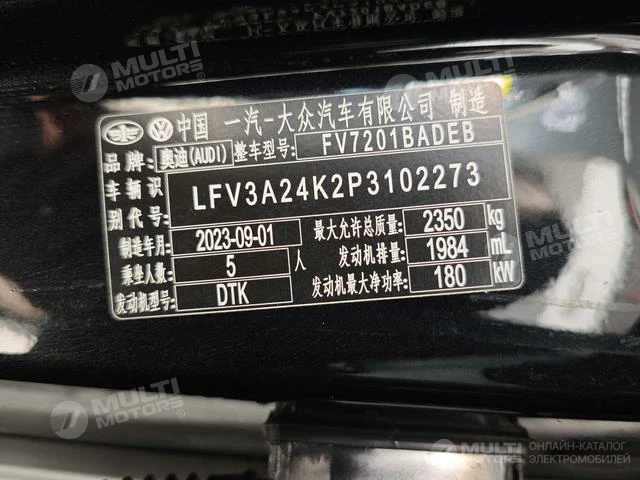 MULTI MOTORS®
MULTI MOTORS®
中国 一汽-大众汽车有限公司 制造
品牌: 奥迪(AUDI) 整车型号: FV7201BADEB
车辆识别代号: LFV3A24K2P3102273
制造年月: 2023-09-01 最大允许总质量: 2350 kg
乘坐人数: 5 人 发动机排量: 1984 mL
发动机型号: DTK 发动机最大净功率: 180 kW
MULTI MOTORS®
MULTI MOTORS
ОНЛАЙН-КАТАЛОГ
ЭЛЕКТРОМОБИЛЕЙ